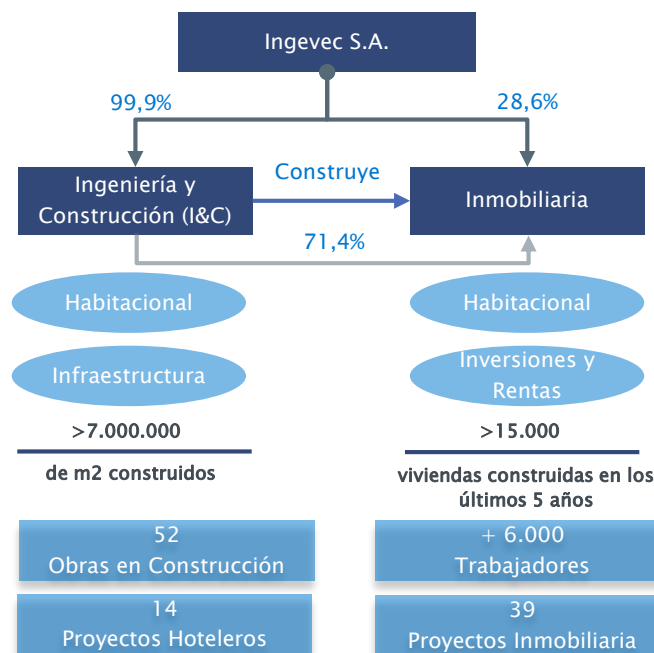 Ingevec S.A.
99,9%
28,6%
Ingeniería y
Construcción (I&C)
Construye
Inmobiliaria
71,4%
Habitacional
Habitacional
Infraestructura
Inversiones y
Rentas
>7.000.000
>15.000
de m2 construidos
viviendas construidas en los
últimos 5 años
52
Obras en Construcción
+ 6.000
Trabajadores
14
Proyectos Hoteleros
39
Proyectos Inmobiliaria